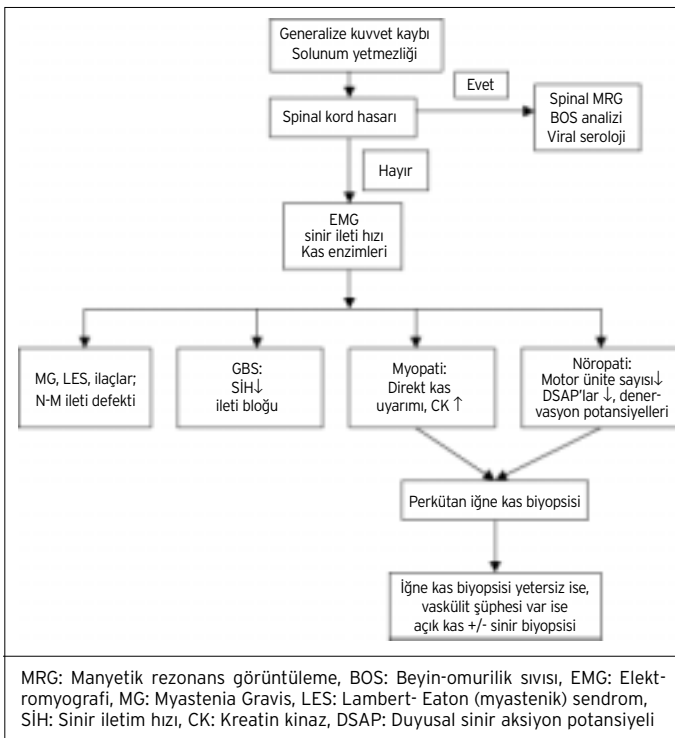 Generalize kuvvet kaybı
Solunum yetmezliği
Evet
Spinal kord hasarı
Spinal MRG
BOS analizi
Viral seroloji
Hayır
EMG
sinir ileti hızı
Kas enzimleri
MG, LES, ilaçlar;
N-M ileti defekti
GBS:
SİH↓
ileti bloğu
Myopati:
Direkt kas
uyarımı, CK ↑
Nöropati:
Motor ünite sayısı↓
DSAP'lar ↓, dener-
vasyon potansiyelleri
Perkütan iğne kas biyopsisi
İğne kas biyopsisi yetersiz ise,
vaskülit şüphesi var ise
açık kas +/- sinir biyopsisi
MRG: Manyetik rezonans görüntüleme, BOS: Beyin-omurilik sıvısı, EMG: Elekt-
romyografi, MG: Myastenia Gravis, LES: Lambert- Eaton (myastenik) sendrom,
SİH: Sinir iletim hızı, CK: Kreatin kinaz, DSAP: Duyusal sinir aksiyon potansiyeli